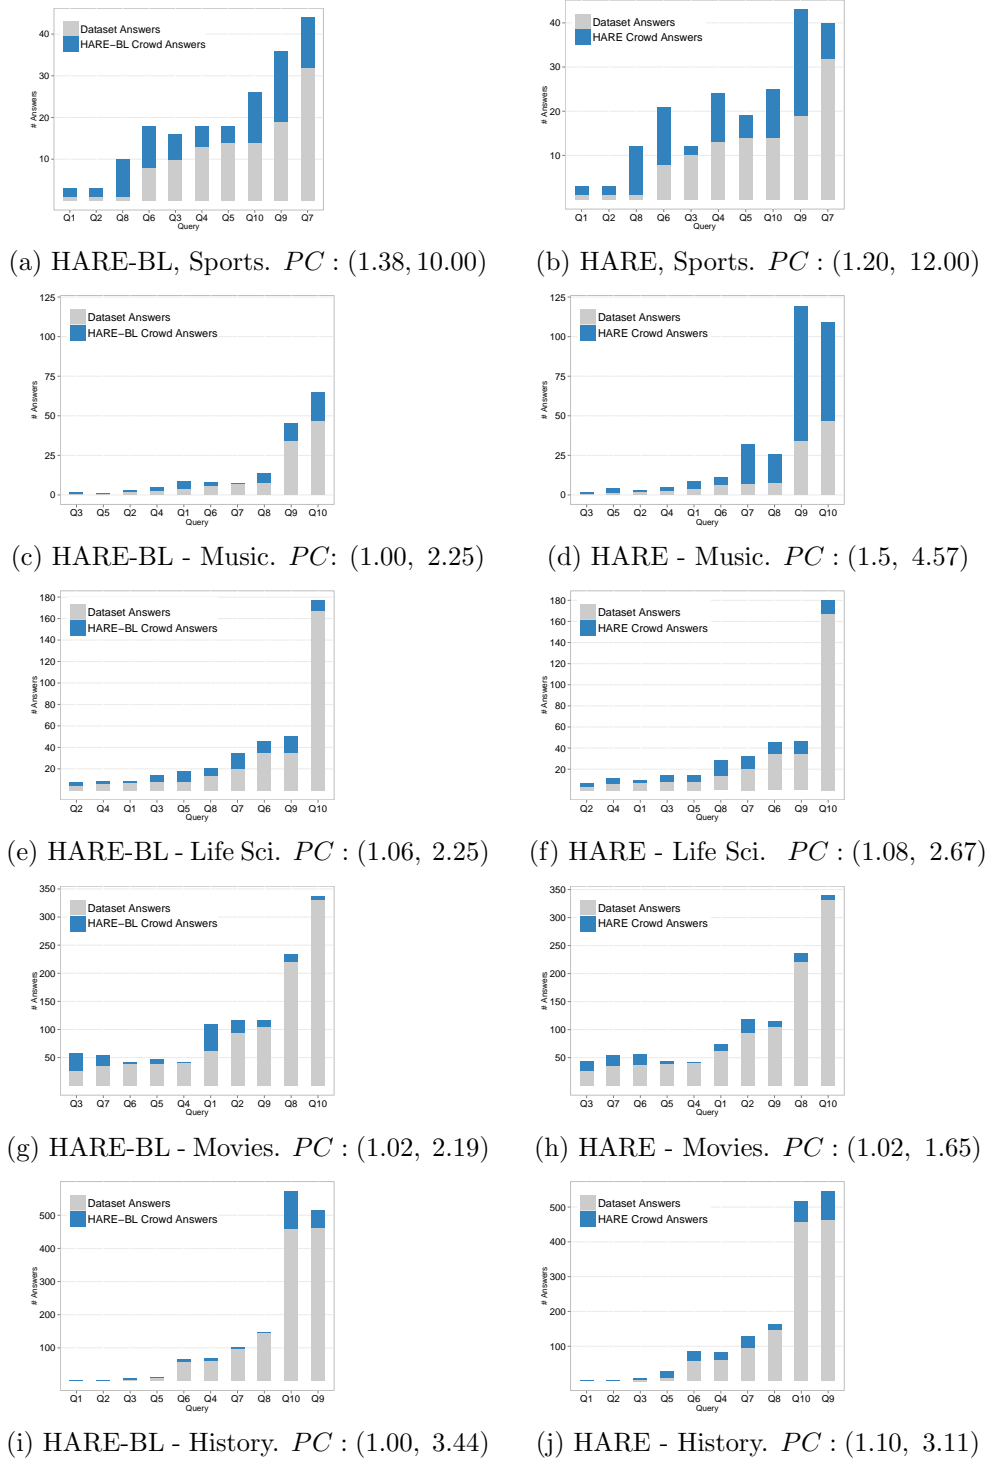 Dataset Answers
HARE−BL Crowd Answers
# Answers
40
30
20
10
Q1 Q2 Q8 Q6 Q3 Q4 Q5 Q10 Q9 Q7
Query
(a) HARE-BL, Sports. PC : (1.38, 10.00)
Dataset Answers
HARE Crowd Answers
# Answers
40
30
20
10
Q1 Q2 Q8 Q6 Q3 Q4 Q5 Q10 Q9 Q7
Query
(b) HARE, Sports. PC : (1.20, 12.00)
Dataset Answers
HARE−BL Crowd Answers
# Answers
125
100
75
50
25
0
Q3 Q5 Q2 Q4 Q1 Q6 Q7 Q8 Q9 Q10
Query
(c) HARE-BL - Music. PC: (1.00, 2.25)
Dataset Answers
HARE Crowd Answers
# Answers
125
100
75
50
25
0
Q3 Q5 Q2 Q4 Q1 Q6 Q7 Q8 Q9 Q10
Query
(d) HARE - Music. PC : (1.5, 4.57)
Dataset Answers
HARE−BL Crowd Answers
# Answers
180
160
140
120
100
80
60
40
20
Q2 Q4 Q1 Q3 Q5 Q8 Q7 Q6 Q9 Q10
Query
(e) HARE-BL - Life Sci. PC : (1.06, 2.25)
Dataset Answers
HARE Crowd Answers
# Answers
180
160
140
120
100
80
60
40
20
Q2 Q4 Q1 Q3 Q5 Q8 Q7 Q6 Q9 Q10
Query
(f) HARE - Life Sci. PC : (1.08, 2.67)
Dataset Answers
HARE−BL Crowd Answers
# Answers
350
300
250
200
150
100
50
Q3 Q7 Q6 Q5 Q4 Q1 Q2 Q9 Q8 Q10
Query
(g) HARE-BL - Movies. PC : (1.02, 2.19)
Dataset Answers
HARE Crowd Answers
# Answers
350
300
250
200
150
100
50
Q3 Q7 Q6 Q5 Q4 Q1 Q2 Q9 Q8 Q10
Query
(h) HARE - Movies. PC : (1.02, 1.65)
Dataset Answers
HARE−BL Crowd Answers
# Answers
500
400
300
200
100
Q1 Q2 Q3 Q5 Q6 Q4 Q7 Q8 Q10 Q9
Query
(i) HARE-BL - History. PC : (1.00, 3.44)
Dataset Answers
HARE Crowd Answers
# Answers
500
400
300
200
100
Q1 Q2 Q3 Q5 Q6 Q4 Q7 Q8 Q10 Q9
Query
(j) HARE - History. PC : (1.10, 3.11)